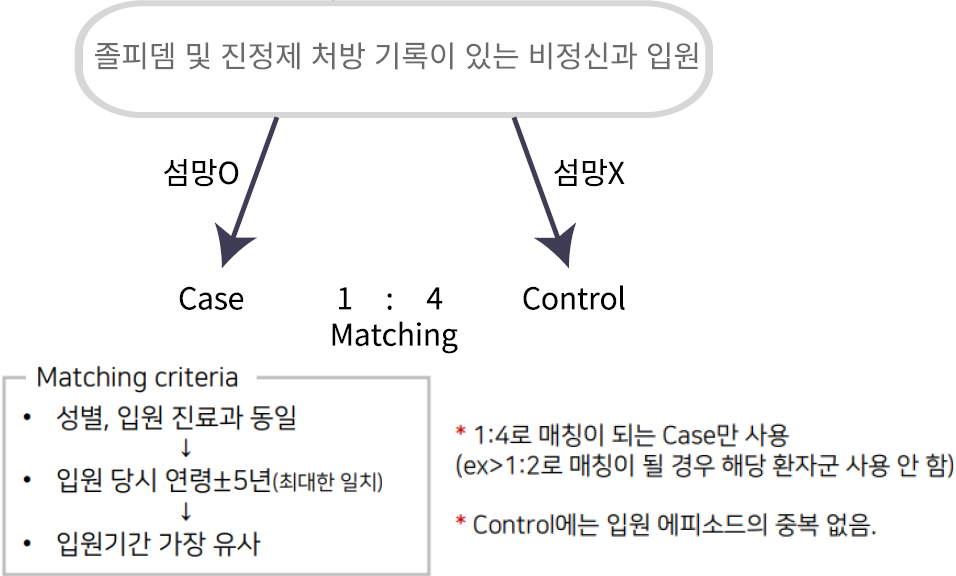 졸피뎀 및 진정제 처방 기록이 있는 비정신과 입원
섬망O
섬망X
Case
1 : 4
Control
Matching
Matching criteria
• 성별, 입원 진료과 동일
↓
• 입원 당시 연령±5년(최대한 일치)
↓
• 입원기간 가장 유사
* 1:4로 매칭이 되는 Case만 사용
(ex>1:2로 매칭이 될 경우 해당 환자군 사용 안 함)
* Control에는 입원 에피소드의 중복 없음.